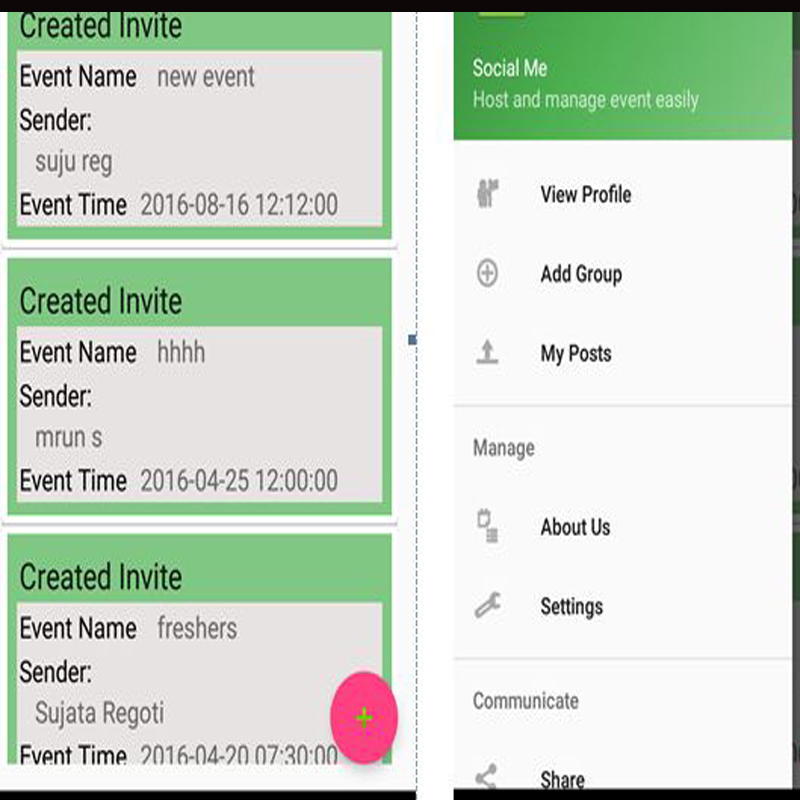 Created Invite
Event Name new event
Sender:
suju reg
Event Time 2016-08-16 12:12:00
Created Invite
Event Name hhhh
Sender:
mrun s
Event Time 2016-04-25 12:00:00
Created Invite
Event Name freshers
Sender:
Sujata Regoti
Event Time 2016-04-20 07:30:00
+
Social Me
Host and manage event easily
View Profile
Add Group
My Posts
Manage
About Us
Settings
Communicate
Share